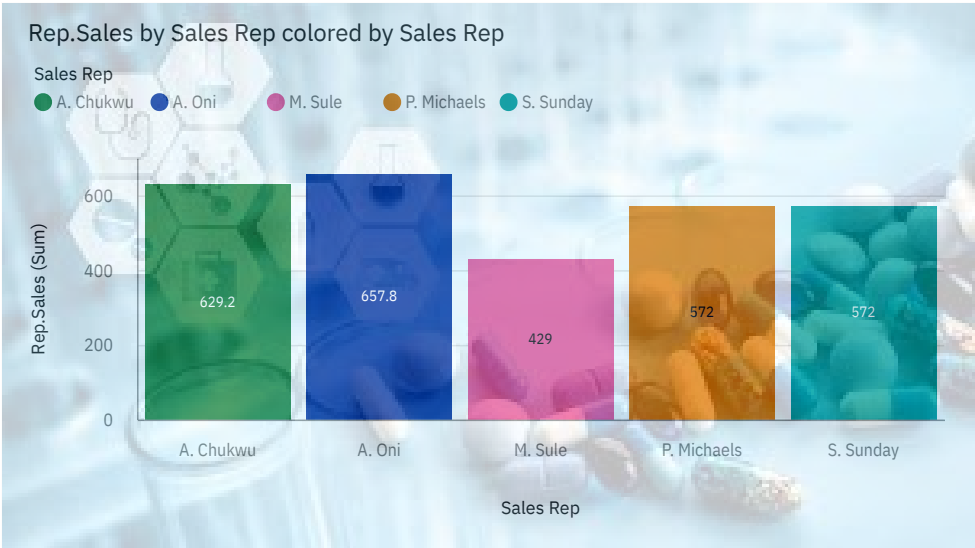 Rep.Sales by Sales Rep colored by Sales Rep
Sales Rep
A. Chukwu A. Oni M. Sule P. Michaels S. Sunday
Rep.Sales (Sum)
600
400
200
0
629.2
657.8
429
572
572
A. Chukwu A. Oni M. Sule P. Michaels S. Sunday
Sales Rep